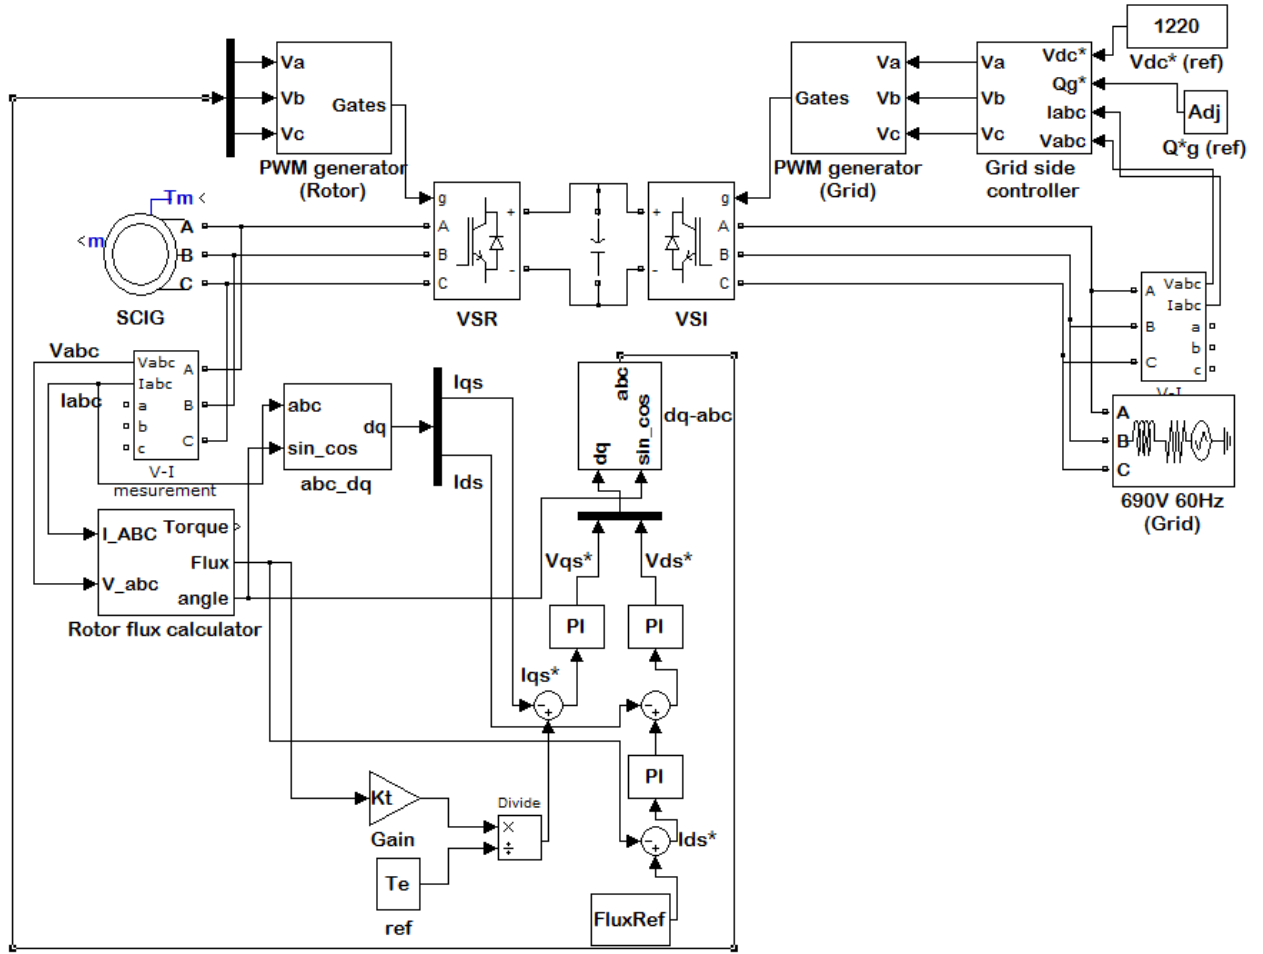 1220
Vdc* (ref)
Adj
Q*g (ref)
Va
Vb
Vc
Gates
PWM generator
(Rotor)
Va
Vb
Vc
Gates
PWM generator
(Grid)
Va
Vb
Vc
Vdc*
Qg*
Iabc
Vabc
Grid side
controller
Tm
m
A
B
C
SCIG
g
A
B
C
+
-
VSR
g
+
-
A
B
C
VSI
Vabc
Iabc
A
B
C
a
b
c
V-I
A
B
C
690V 60Hz
(Grid)
Vabc
Iabc
Vabc
Iabc
a
b
c
A
B
C
V-I
mesurement
abc
sin_cos
dq
abc_dq
Iqs
Ids
abc
dq
sin_cos
dq-abc
I_ABC
V_abc
Torque
Flux
angle
Rotor flux calculator
Vqs*
Vds*
PI
PI
Iqs*
-
+
-
+
PI
Kt
Gain
Divide
×
÷
-
+
Ids*
Te
ref
FluxRef